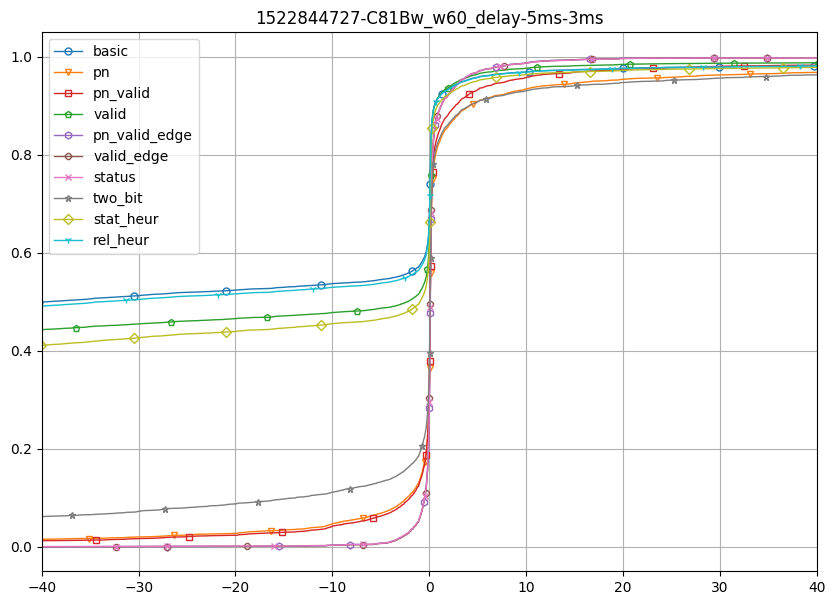 1522844727-C81Bw_w60_delay-5ms-3ms
basic
pn
pn_valid
valid
pn_valid_edge
valid_edge
status
two_bit
stat_heur
rel_heur
1.0
0.8
0.6
0.4
0.2
0.0
−40 −30 −20 −10 0 10 20 30 40